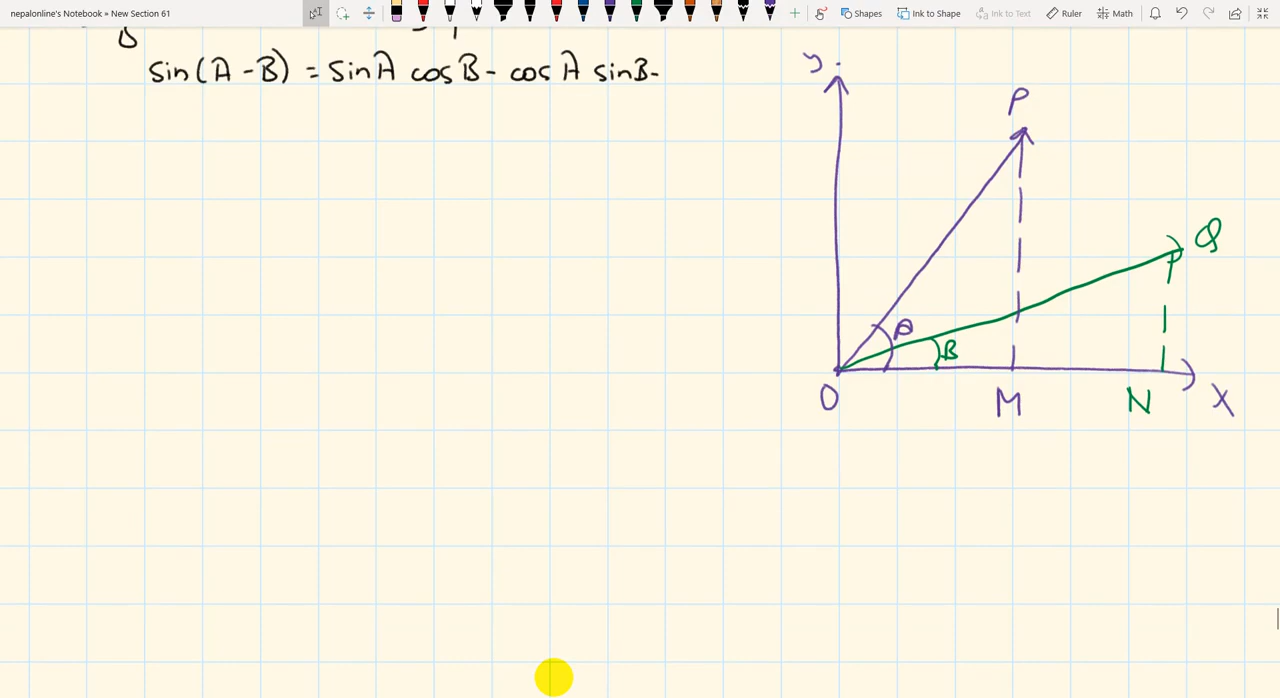 nepalonline's Notebook » New Section 61
Shapes Ink to Shape Ink to Text Ruler Math
sin(A-B) = sinA cosB - cosA sinB-
y
P
Q
A
B
O M N X